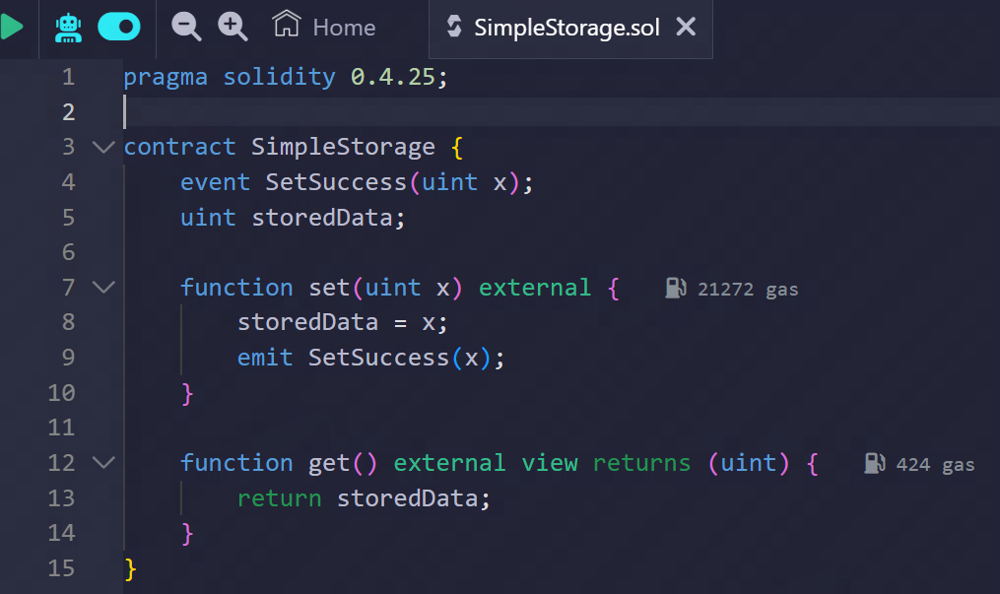 Home SimpleStorage.sol
1 pragma solidity 0.4.25;
2
3 contract SimpleStorage {
4 event SetSuccess(uint x);
5 uint storedData;
6
7 function set(uint x) external { 21272 gas
8 storedData = x;
9 emit SetSuccess(x);
10 }
11
12 function get() external view returns (uint) { 424 gas
13 return storedData;
14 }
15 }